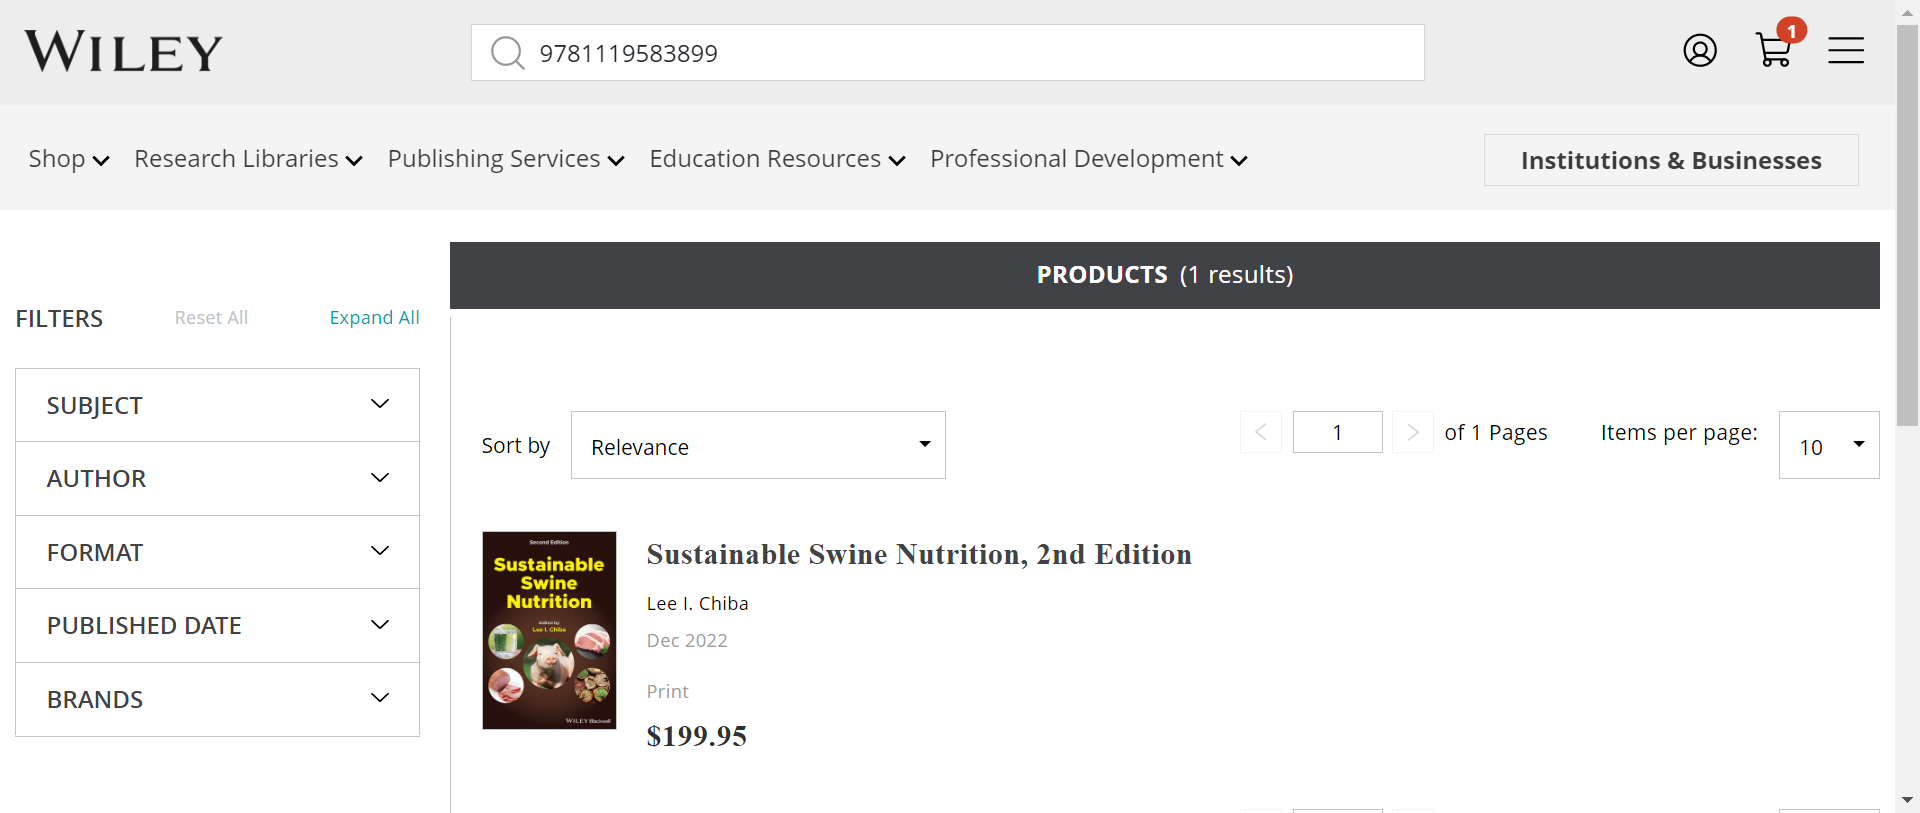 WILEY
9781119583899
1
Shop
Research Libraries
Publishing Services
Education Resources
Professional Development
Institutions & Businesses
PRODUCTS (1 results)
FILTERS
Reset All
Expand All
SUBJECT
AUTHOR
FORMAT
PUBLISHED DATE
BRANDS
Sort by
Relevance
1
of 1 Pages
Items per page:
10
Second Edition
Sustainable
Swine
Nutrition
Edited by
Lee I. Chiba
WILEY Blackwell
Sustainable Swine Nutrition, 2nd Edition
Lee I. Chiba
Dec 2022
Print
$199.95